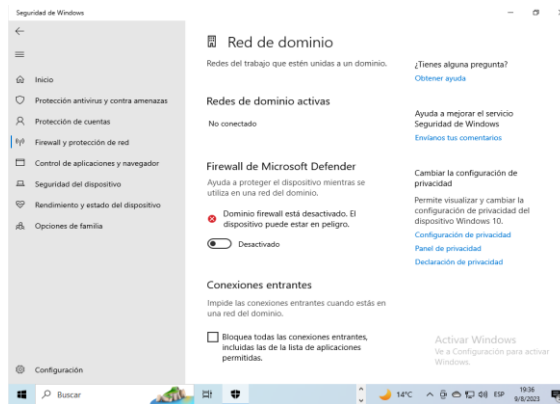 Seguridad de Windows
Inicio
Protección antivirus y contra amenazas
Protección de cuentas
Firewall y protección de red
Control de aplicaciones y navegador
Seguridad del dispositivo
Rendimiento y estado del dispositivo
Opciones de familia
Configuración
Red de dominio
Redes del trabajo que estén unidas a un dominio.
Redes de dominio activas
No conectado
Firewall de Microsoft Defender
Ayuda a proteger el dispositivo mientras se
utiliza en una red del dominio.
Dominio firewall está desactivado. El
dispositivo puede estar en peligro.
Desactivado
Conexiones entrantes
Impide las conexiones entrantes cuando estás en
una red del dominio.
Bloquea todas las conexiones entrantes,
incluidas las de la lista de aplicaciones
permitidas.
¿Tienes alguna pregunta?
Obtener ayuda
Ayuda a mejorar el servicio
Seguridad de Windows
Envíanos tus comentarios
Cambiar la configuración de
privacidad
Permite visualizar y cambiar la
configuración de privacidad del
dispositivo Windows 10.
Configuración de privacidad
Panel de privacidad
Declaración de privacidad
Activar Windows
Ve a Configuración para activar
Windows.
Buscar
14°C
ESP
19:36
9/8/2023